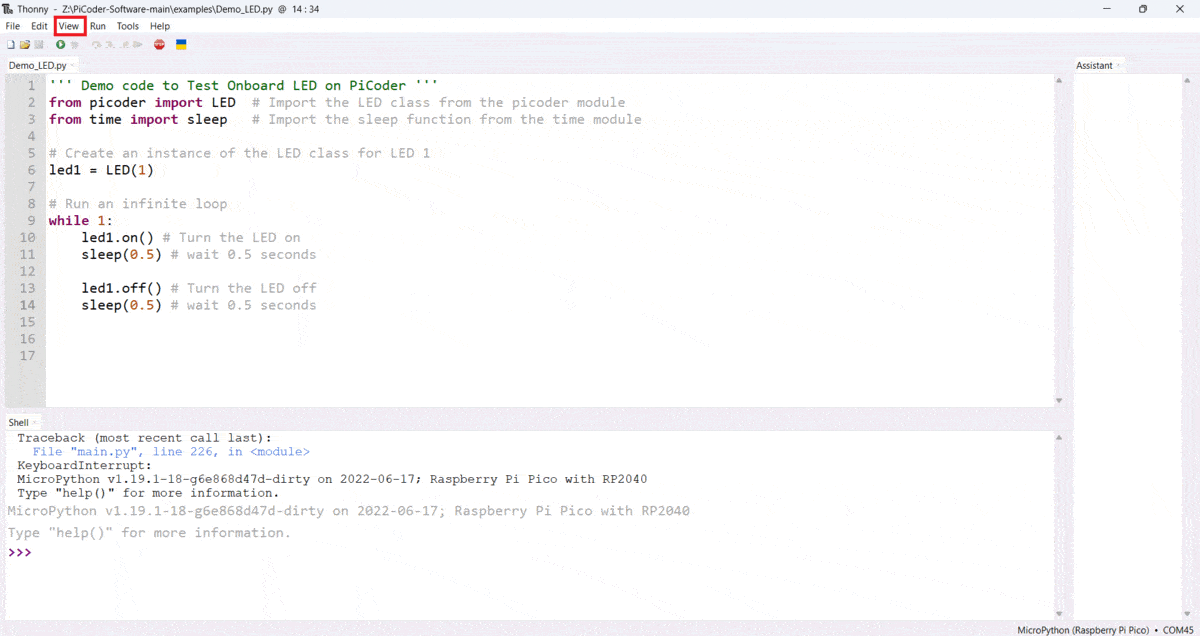 Thonny - Z:\PiCoder-Software-main\examples\Demo_LED.py @ 14 : 34
File Edit View Run Tools Help
Demo_LED.py
Assistant
1 ''' Demo code to Test Onboard LED on PiCoder '''
2 from picoder import LED # Import the LED class from the picoder module
3 from time import sleep # Import the sleep function from the time module
4
5 # Create an instance of the LED class for LED 1
6 led1 = LED(1)
7
8 # Run an infinite loop
9 while 1:
10 led1.on() # Turn the LED on
11 sleep(0.5) # wait 0.5 seconds
12
13 led1.off() # Turn the LED off
14 sleep(0.5) # wait 0.5 seconds
15
16
17
Shell
Traceback (most recent call last):
File "main.py", line 226, in <module>
KeyboardInterrupt:
MicroPython v1.19.1-18-g6e868d47d-dirty on 2022-06-17; Raspberry Pi Pico with RP2040
Type "help()" for more information.
MicroPython v1.19.1-18-g6e868d47d-dirty on 2022-06-17; Raspberry Pi Pico with RP2040
Type "help()" for more information.
>>>
MicroPython (Raspberry Pi Pico) • COM45